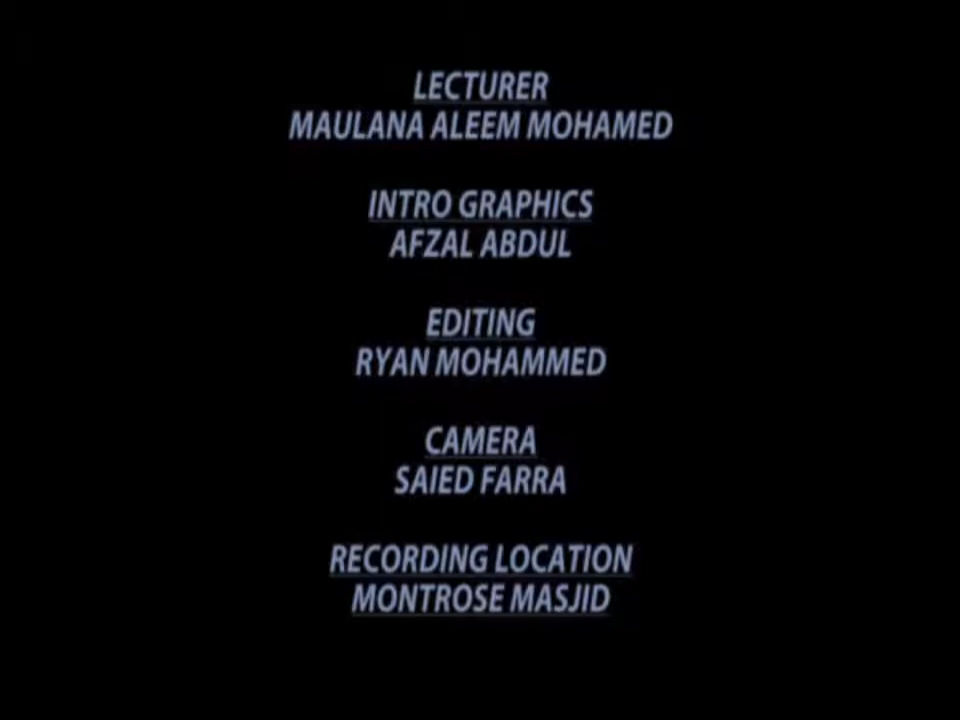 LECTURER
MAULANA ALEEM MOHAMED
INTRO GRAPHICS
AFZAL ABDUL
EDITING
RYAN MOHAMMED
CAMERA
SAIED FARRA
RECORDING LOCATION
MONTROSE MASJID